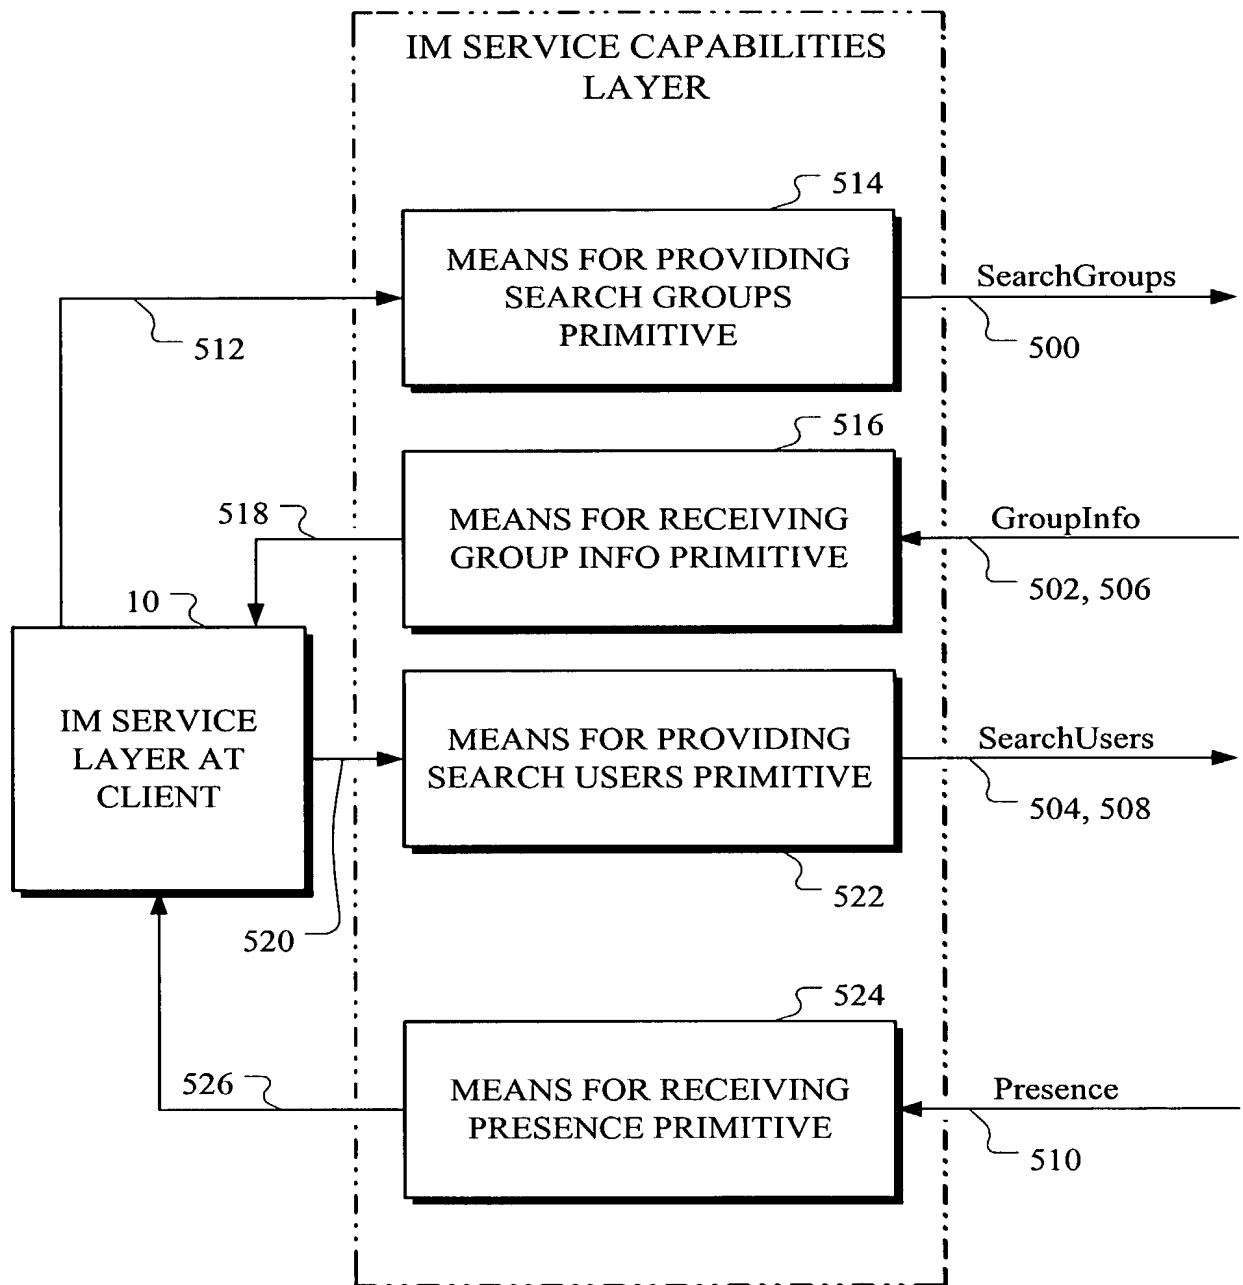 IM SERVICE CAPABILITIES
LAYER
514
MEANS FOR PROVIDING
SEARCH GROUPS
PRIMITIVE
SearchGroups
512
500
516
MEANS FOR RECEIVING
GROUP INFO PRIMITIVE
518
GroupInfo
502, 506
10
IM SERVICE
LAYER AT
CLIENT
MEANS FOR PROVIDING
SEARCH USERS PRIMITIVE
SearchUsers
504, 508
522
520
524
MEANS FOR RECEIVING
PRESENCE PRIMITIVE
526
Presence
510